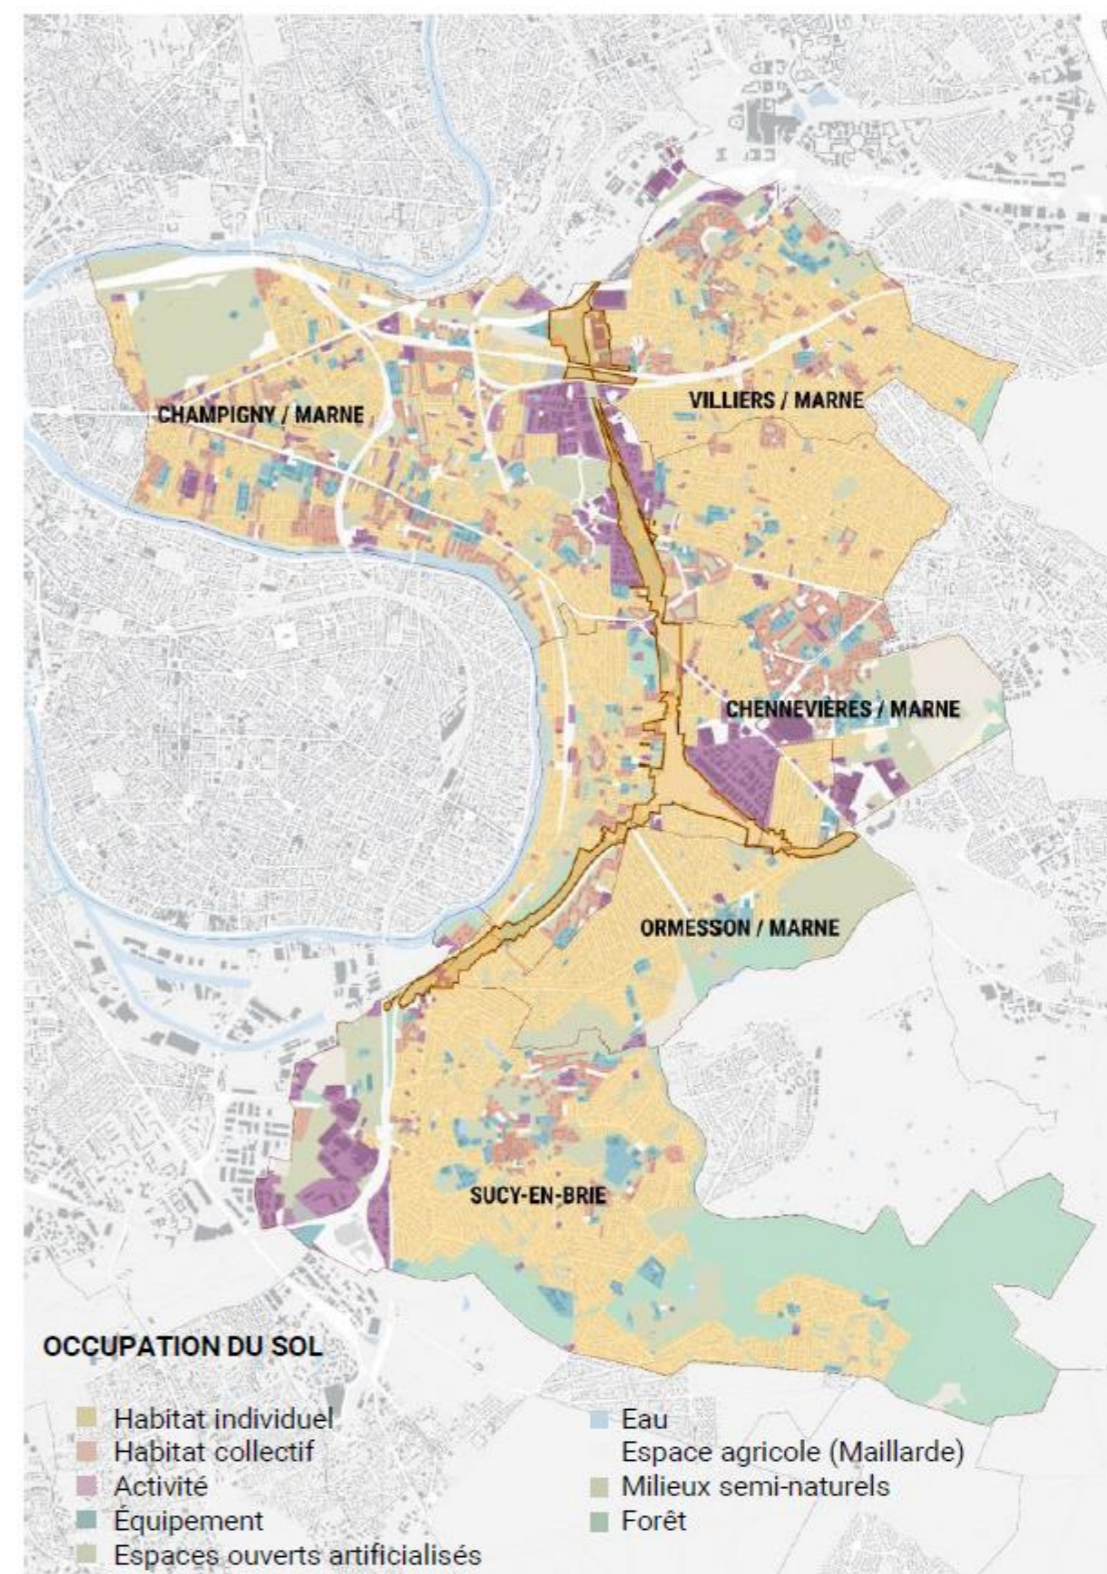 VILLIERS / MARNE
CHAMPIGNY / MARNE
CHENNEVIÈRES / MARNE
ORMESSON / MARNE
SUCY-EN-BRIE
OCCUPATION DU SOL
Habitat individuel
Habitat collectif
Activité
Équipement
Espaces ouverts artificialisés
Eau
Espace agricole (Maillarde)
Milieux semi-naturels
Forêt